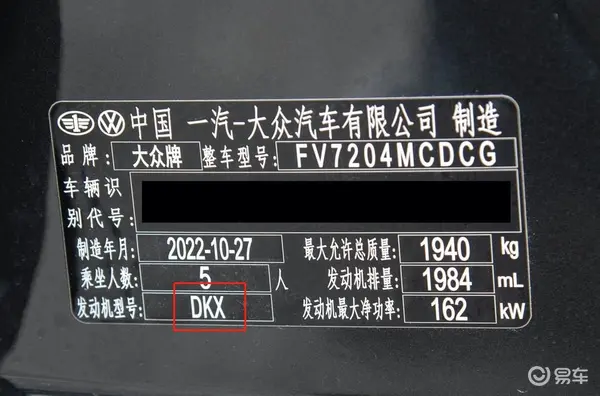 中国 一汽-大众汽车有限公司 制造
品牌: 大众牌 整车型号: FV7204MCDCG
车辆识
别代号:
制造年月: 2022-10-27 最大允许总质量: 1940 kg
乘坐人数: 5 人 发动机排量: 1984 mL
发动机型号: DKX 发动机最大净功率: 162 kW
易车